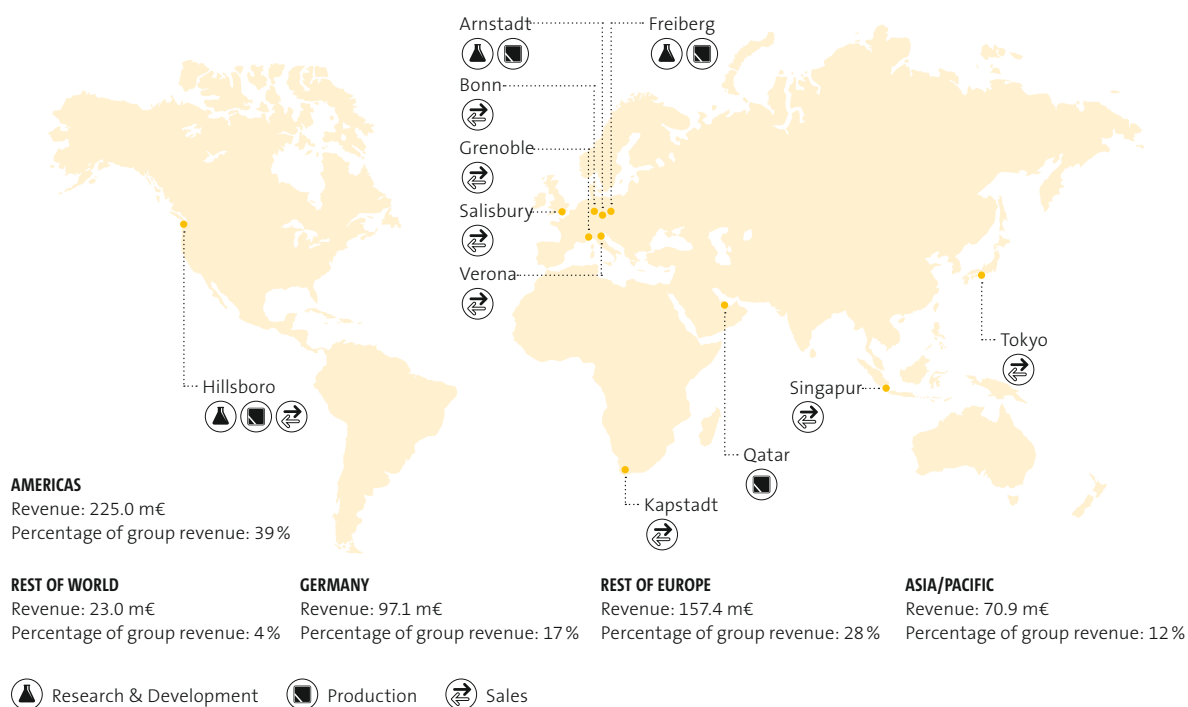 Arnstadt
Freiberg
Bonn
Grenoble
Salisbury
Verona
Tokyo
Hillsboro
Singapur
Qatar
Kapstadt
AMERICAS
Revenue: 225.0 m€
Percentage of group revenue: 39 %
REST OF WORLD
Revenue: 23.0 m€
Percentage of group revenue: 4 %
GERMANY
Revenue: 97.1 m€
Percentage of group revenue: 17 %
REST OF EUROPE
Revenue: 157.4 m€
Percentage of group revenue: 28 %
ASIA/PACIFIC
Revenue: 70.9 m€
Percentage of group revenue: 12 %
Research & Development
Production
Sales